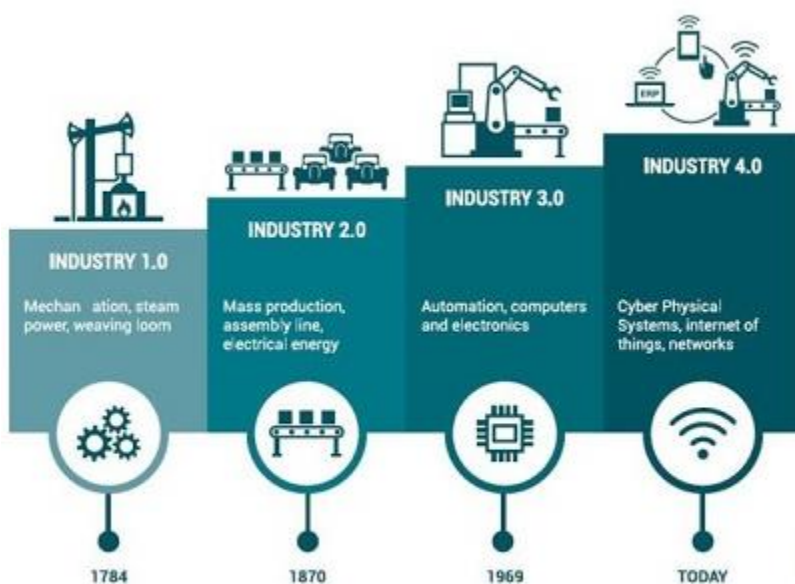 ERP
INDUSTRY 1.0
Mechan ation, steam
power, weaving loom
1784
INDUSTRY 2.0
Mass production,
assembly line,
electrical energy
1870
INDUSTRY 3.0
Automation, computers
and electronics
1969
INDUSTRY 4.0
Cyber Physical
Systems, internet of
things, networks
TODAY